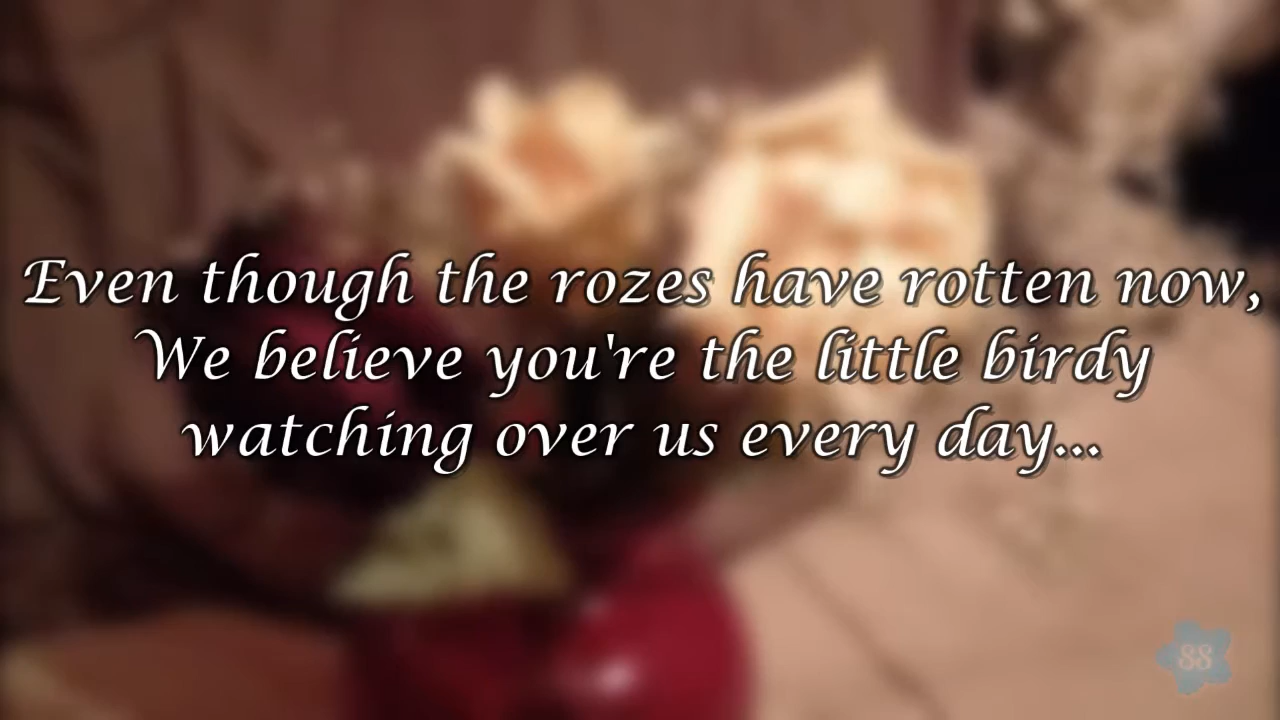 Even though the rozes have rotten now,
We believe you're the little birdy
watching over us every day...
88